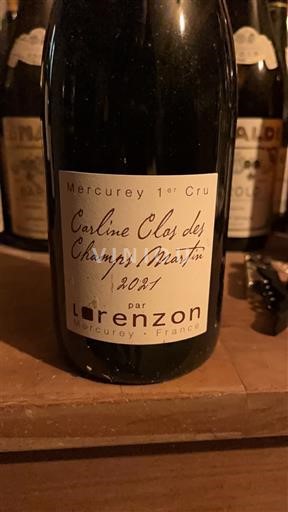 Mercurey 1er Cru
Carline Clos des
Champs Martin
2021
par
Lorenzon
Mercurey - France